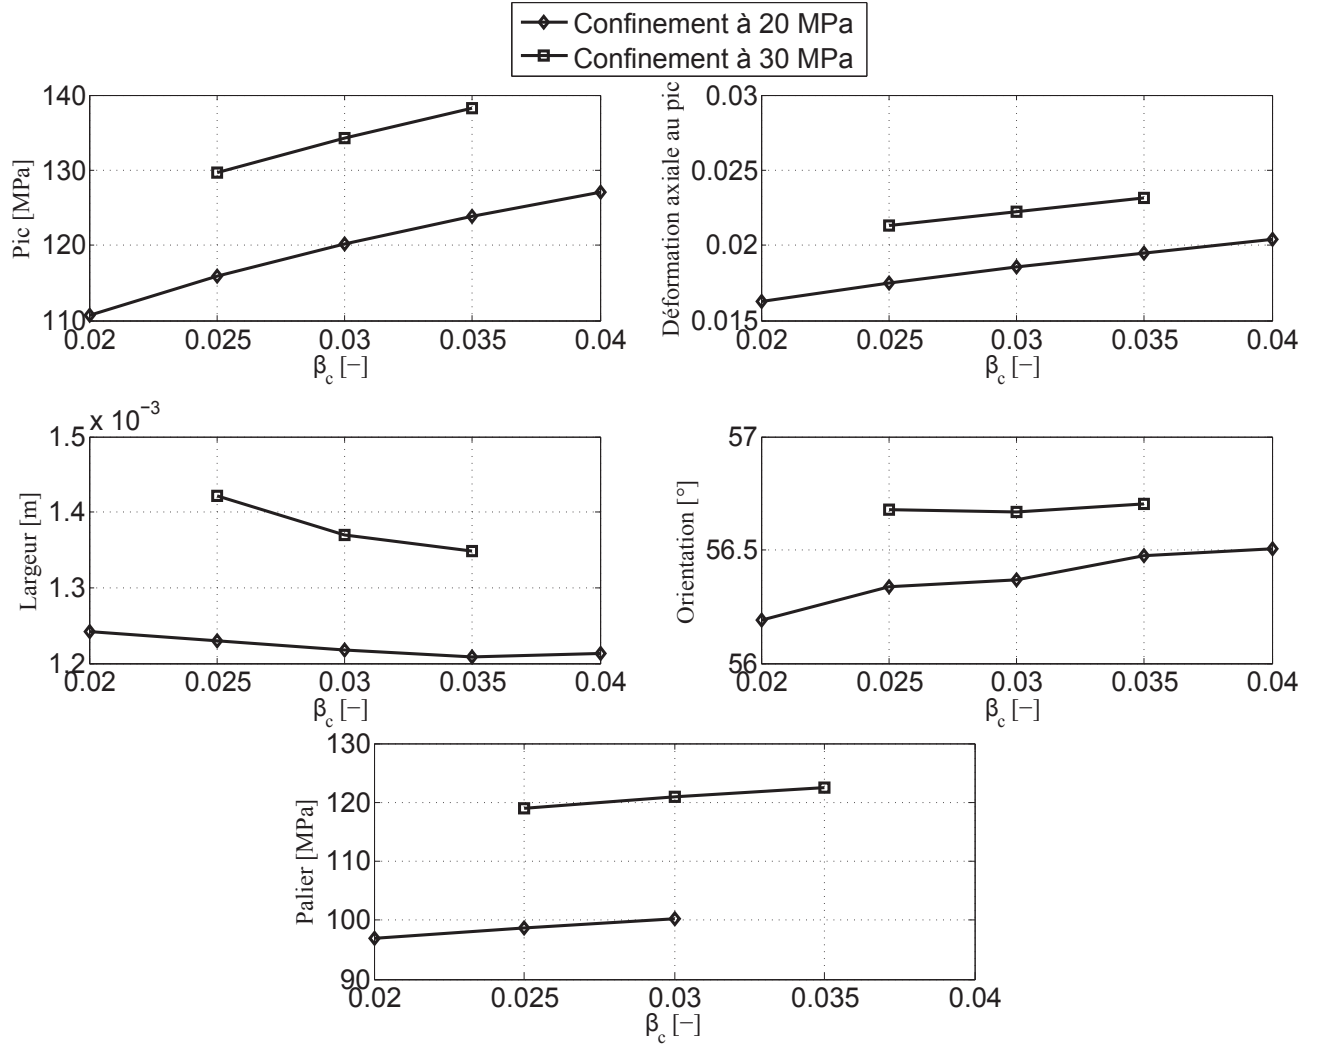 Confinement à 20 MPa
Confinement à 30 MPa
140
130
120
110
Pic [MPa]
0.02 0.025 0.03 0.035 0.04
β_c [−]
0.03
0.025
0.02
0.015
Déformation axiale au pic
0.02 0.025 0.03 0.035 0.04
β_c [−]
x 10⁻³
1.5
1.4
1.3
1.2
Largeur [m]
0.02 0.025 0.03 0.035 0.04
β_c [−]
57
56.5
56
Orientation [°]
0.02 0.025 0.03 0.035 0.04
β_c [−]
130
120
110
100
90
Palier [MPa]
0.02 0.025 0.03 0.035 0.04
β_c [−]